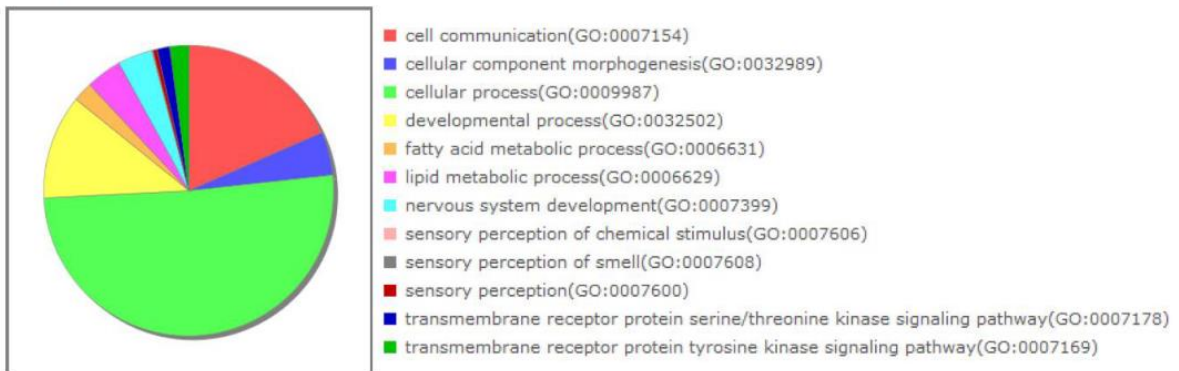 cell communication(GO:0007154)
cellular component morphogenesis(GO:0032989)
cellular process(GO:0009987)
developmental process(GO:0032502)
fatty acid metabolic process(GO:0006631)
lipid metabolic process(GO:0006629)
nervous system development(GO:0007399)
sensory perception of chemical stimulus(GO:0007606)
sensory perception of smell(GO:0007608)
sensory perception(GO:0007600)
transmembrane receptor protein serine/threonine kinase signaling pathway(GO:0007178)
transmembrane receptor protein tyrosine kinase signaling pathway(GO:0007169)